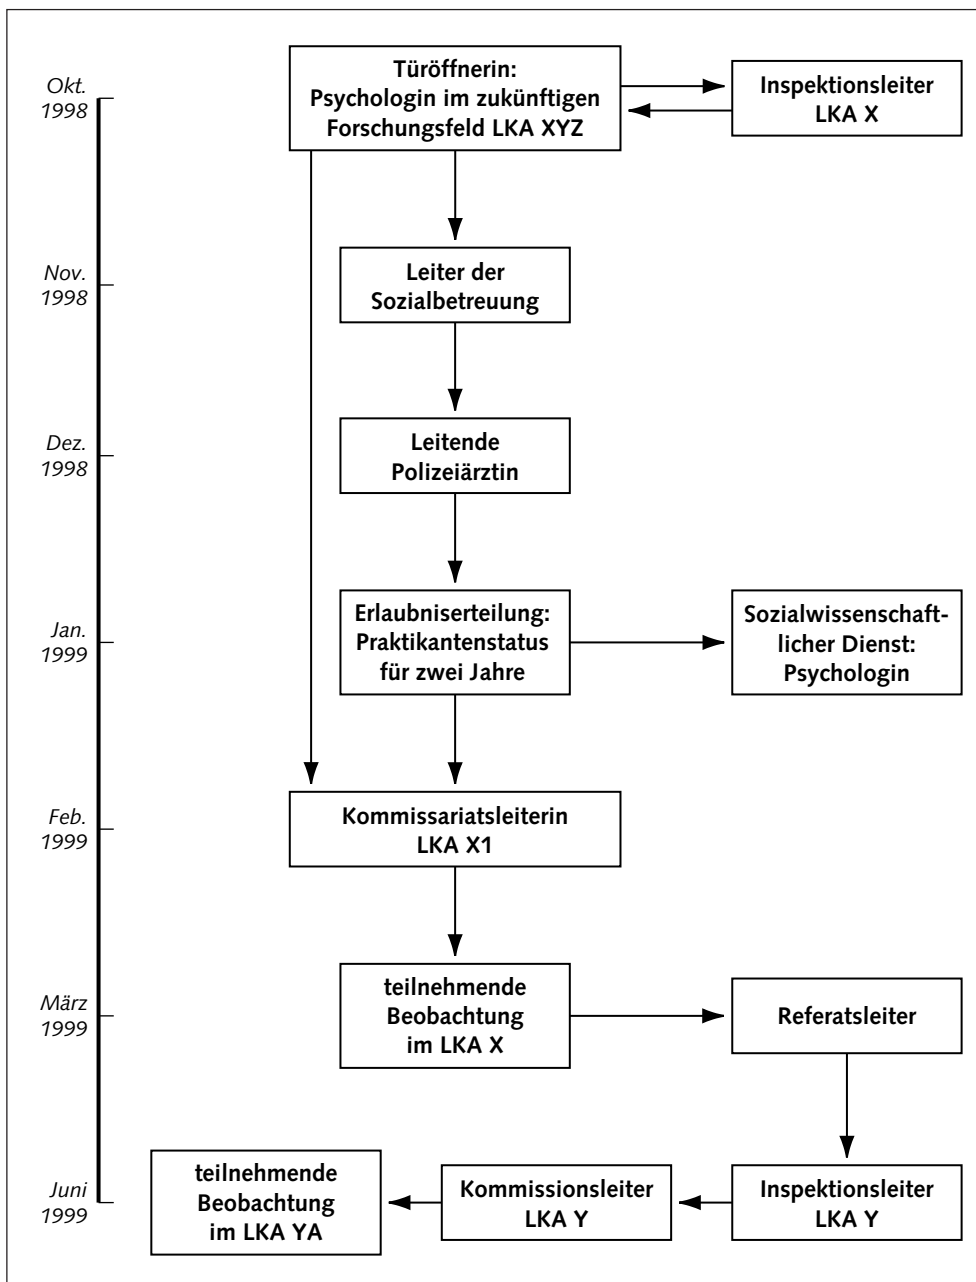 Okt.
1998
Türöffnerin:
Psychologin im zukünftigen
Forschungsfeld LKA XYZ
Inspektionsleiter
LKA X
Nov.
1998
Leiter der
Sozialbetreuung
Dez.
1998
Leitende
Polizeiärztin
Jan.
1999
Erlaubniserteilung:
Praktikantenstatus
für zwei Jahre
Sozialwissenschaft-
licher Dienst:
Psychologin
Feb.
1999
Kommissariatsleiterin
LKA X1
März
1999
teilnehmende
Beobachtung
im LKA X
Referatsleiter
Juni
1999
teilnehmende
Beobachtung
im LKA YA
Kommissionsleiter
LKA Y
Inspektionsleiter
LKA Y